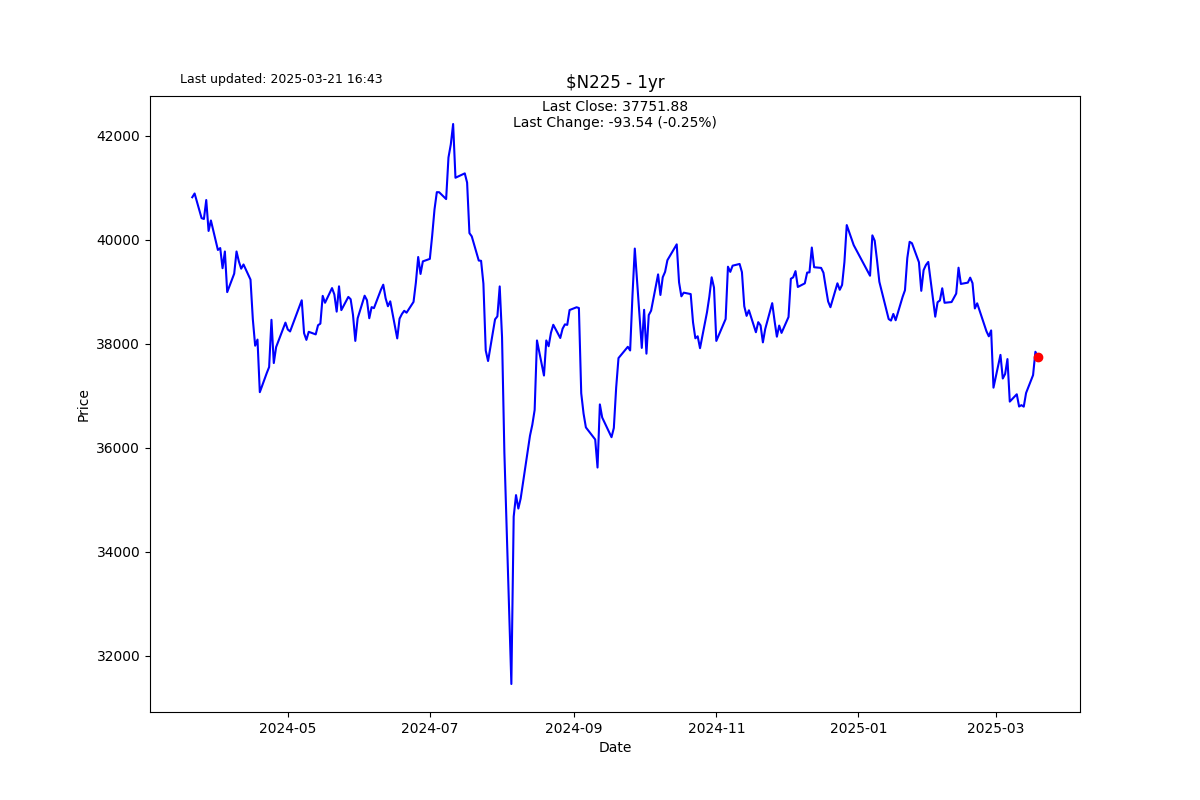 Last updated: 2025-03-21 16:43
$N225 - 1yr
Last Close: 37751.88
Last Change: -93.54 (-0.25%)
42000
40000
38000
36000
34000
32000
Price
2024-05
2024-07
2024-09
2024-11
2025-01
2025-03
Date